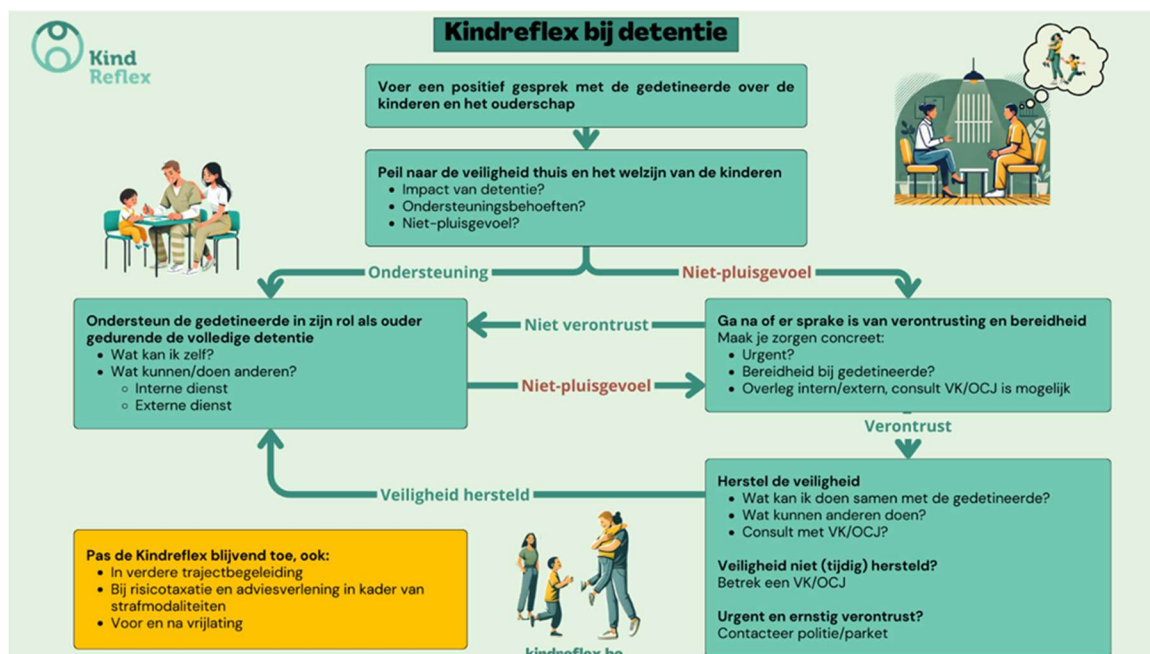 Kind
Reflex
Kindreflex bij detentie
Voer een positief gesprek met de gedetineerde over de
kinderen en het ouderschap
Peil naar de veiligheid thuis en het welzijn van de kinderen
• Impact van detentie?
• Ondersteuningsbehoeften?
• Niet-pluisgevoel?
Ondersteuning
Niet-pluisgevoel
Ondersteun de gedetineerde in zijn rol als ouder
gedurende de volledige detentie
• Wat kan ik zelf?
• Wat kunnen/doen anderen?
○ Interne dienst
○ Externe dienst
Niet verontrust
Niet-pluisgevoel
Ga na of er sprake is van verontrusting en bereidheid
Maak je zorgen concreet:
• Urgent?
• Bereidheid bij gedetineerde?
• Overleg intern/extern, consult VK/OCJ is mogelijk
Verontrust
Herstel de veiligheid
• Wat kan ik doen samen met de gedetineerde?
• Wat kunnen anderen doen?
• Consult met VK/OCJ?
Veiligheid niet (tijdig) hersteld?
Betrek een VK/OCJ
Urgent en ernstig verontrust?
Contacteer politie/parket
Veiligheid hersteld
Pas de Kindreflex blijvend toe, ook:
• In verdere trajectbegeleiding
• Bij risicotaxatie en adviesverlening in kader van
strafmodaliteiten
• Voor en na vrijlating
kindreflex.be